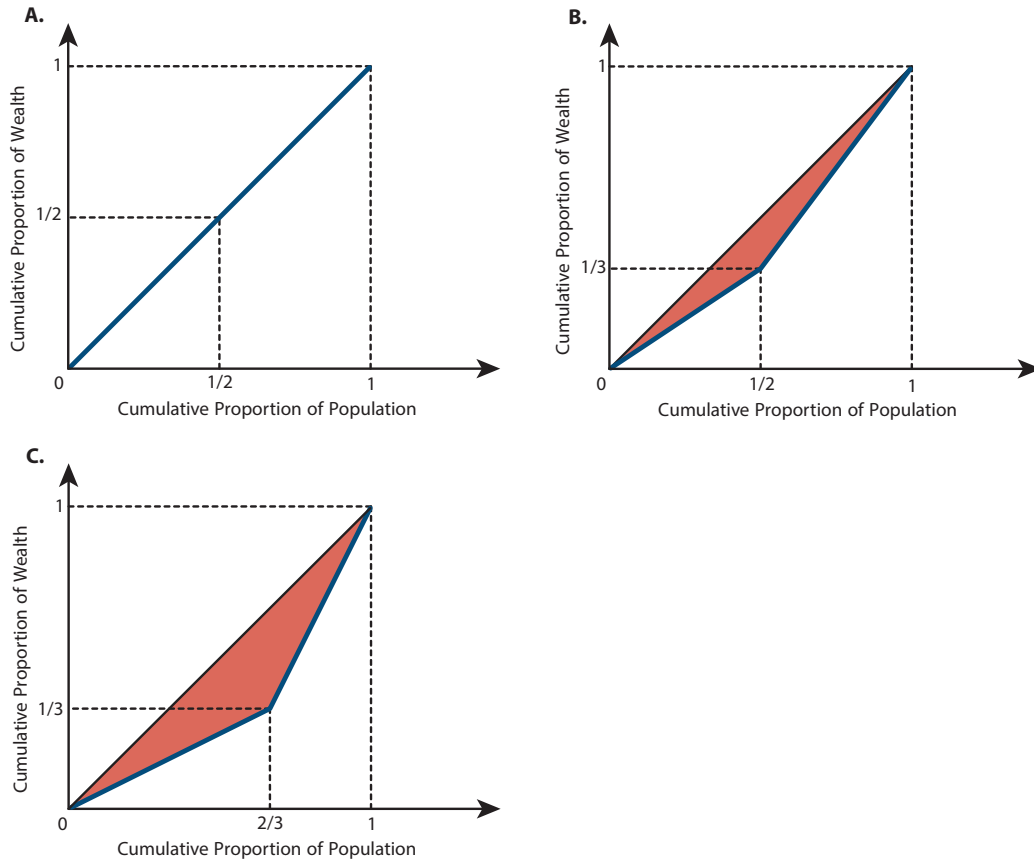 A.
1
1/2
0
1/2
1
Cumulative Proportion of Wealth
Cumulative Proportion of Population
B.
1
1/3
0
1/2
1
Cumulative Proportion of Wealth
Cumulative Proportion of Population
C.
1
1/3
0
2/3
1
Cumulative Proportion of Wealth
Cumulative Proportion of Population